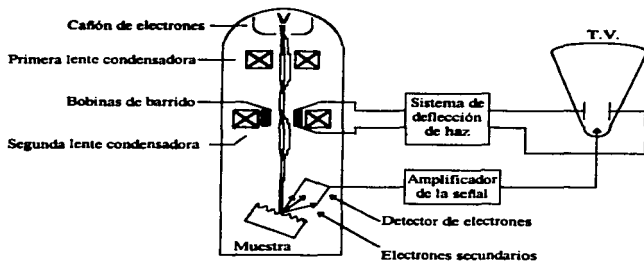 Cañón de electrones
Primera lente condensadora
Bobinas de barrido
Segunda lente condensadora
Muestra
T.V.
Sistema de
deflección
de haz
Amplificador
de la señal
Detector de electrones
Electrones secundarios